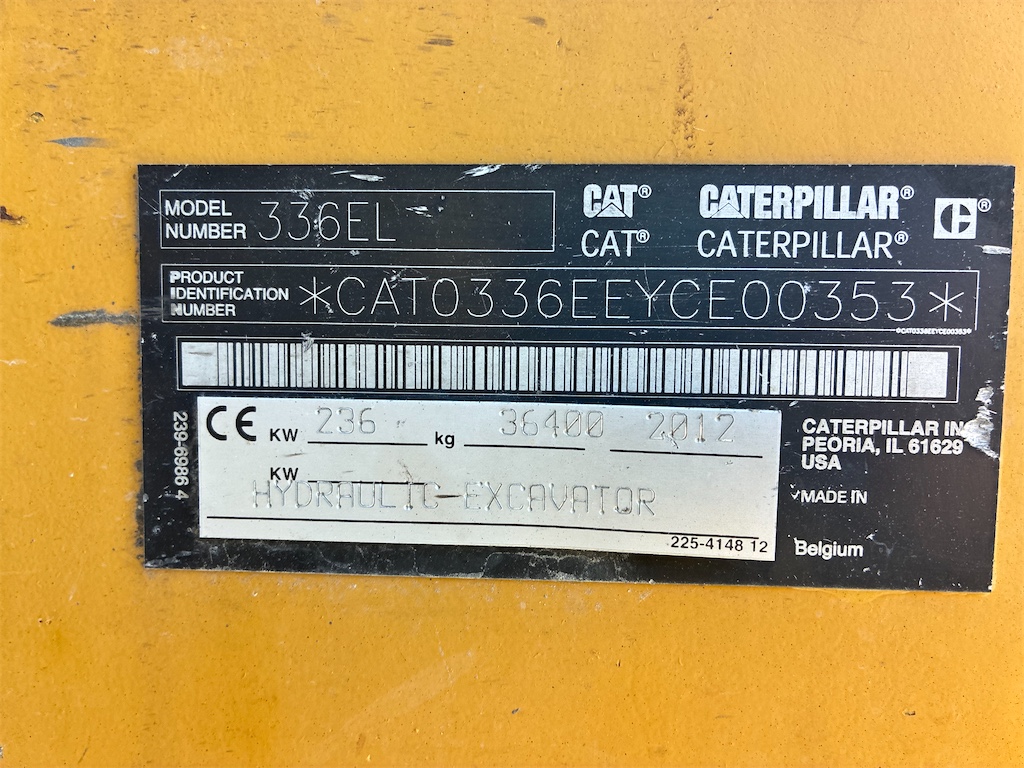 MODEL NUMBER 336EL
CAT® CATERPILLAR® C®
CAT® CATERPILLAR®
PRODUCT IDENTIFICATION NUMBER *CAT0336EEYCE00353*
*CAT0336EEYCE00353*
239-6986 4
CE KW 236 kg 36400 2012
KW
HYDRAULIC EXCAVATOR
225-4148 12
CATERPILLAR INC
PEORIA, IL 61629
USA
MADE IN
Belgium